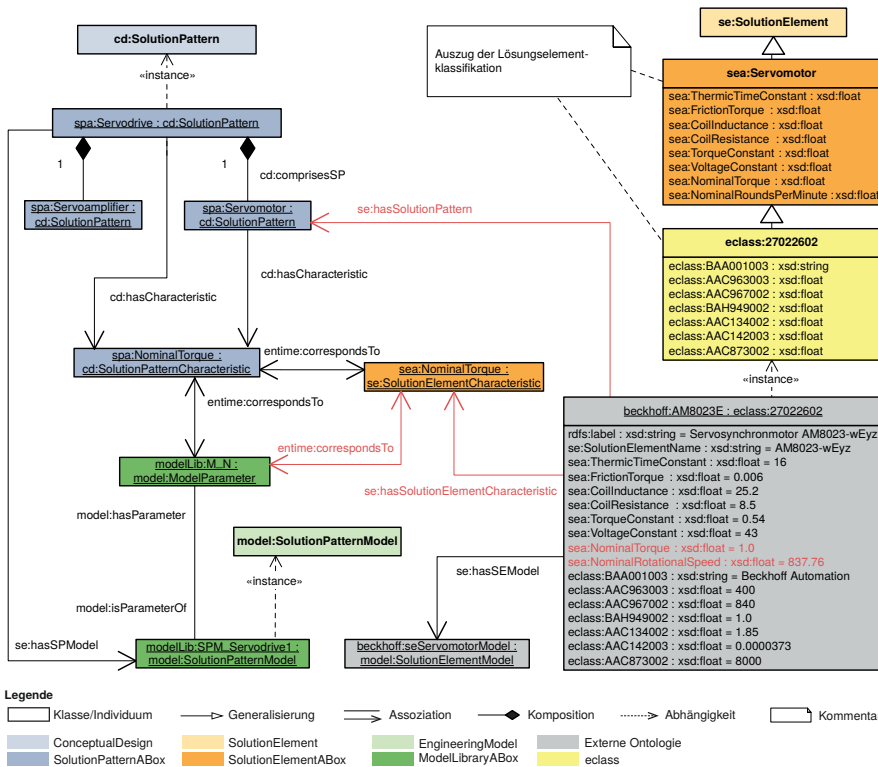 cd:SolutionPattern
se:SolutionElement
Auszug der Lösungselement-
klassifikation
«instance»
sea:Servomotor
sea:ThermicTimeConstant : xsd:float
sea:FrictionTorque : xsd:float
sea:CoilInductance : xsd:float
sea:CoilResistance : xsd:float
sea:TorqueConstant : xsd:float
sea:VoltageConstant : xsd:float
sea:NominalTorque : xsd:float
sea:NominalRoundsPerMinute : xsd:float
spa:Servodrive : cd:SolutionPattern
1
1
cd:comprisesSP
spa:Servoamplifier :
cd:SolutionPattern
spa:Servomotor :
cd:SolutionPattern
se:hasSolutionPattern
eclass:27022602
eclass:BAA001003 : xsd:string
eclass:AAC963003 : xsd:float
eclass:AAC967002 : xsd:float
eclass:BAH949002 : xsd:float
eclass:AAC134002 : xsd:float
eclass:AAC142003 : xsd:float
eclass:AAC873002 : xsd:float
cd:hasCharacteristic
cd:hasCharacteristic
spa:NominalTorque :
cd:SolutionPatternCharacteristic
entime:correspondsTo
sea:NominalTorque :
se:SolutionElementCharacteristic
«instance»
entime:correspondsTo
entime:correspondsTo
beckhoff:AM8023E : eclass:27022602
rdfs:label : xsd:string = Servosynchronmotor AM8023-wEyz
se:SolutionElementName : xsd:string = AM8023-wEyz
sea:ThermicTimeConstant : xsd:float = 16
sea:FrictionTorque : xsd:float = 0.006
sea:CoilInductance : xsd:float = 25.2
sea:CoilResistance : xsd:float = 8.5
sea:TorqueConstant : xsd:float = 0.54
sea:VoltageConstant : xsd:float = 43
sea:NominalTorque : xsd:float = 1.0
sea:NominalRotationalSpeed : xsd:float = 837.76
eclass:BAA001003 : xsd:string = Beckhoff Automation
eclass:AAC963003 : xsd:float = 400
eclass:AAC967002 : xsd:float = 840
eclass:BAH949002 : xsd:float = 1.0
eclass:AAC134002 : xsd:float = 1.85
eclass:AAC142003 : xsd:float = 0.0000373
eclass:AAC873002 : xsd:float = 8000
modelLib:M_N :
model:ModelParameter
se:hasSolutionElementCharacteristic
model:hasParameter
model:SolutionPatternModel
«instance»
se:hasSEModel
model:isParameterOf
se:hasSPModel
modelLib:SPM_Servodrive1 :
model:SolutionPatternModel
beckhoff:seServomotorModel :
model:SolutionElementModel
Legende
Klasse/Individuum
Generalisierung
Assoziation
Komposition
Abhängigkeit
Kommenta
ConceptualDesign
SolutionElement
EngineeringModel
Externe Ontologie
SolutionPatternABox
SolutionElementABox
ModelLibraryABox
eclass